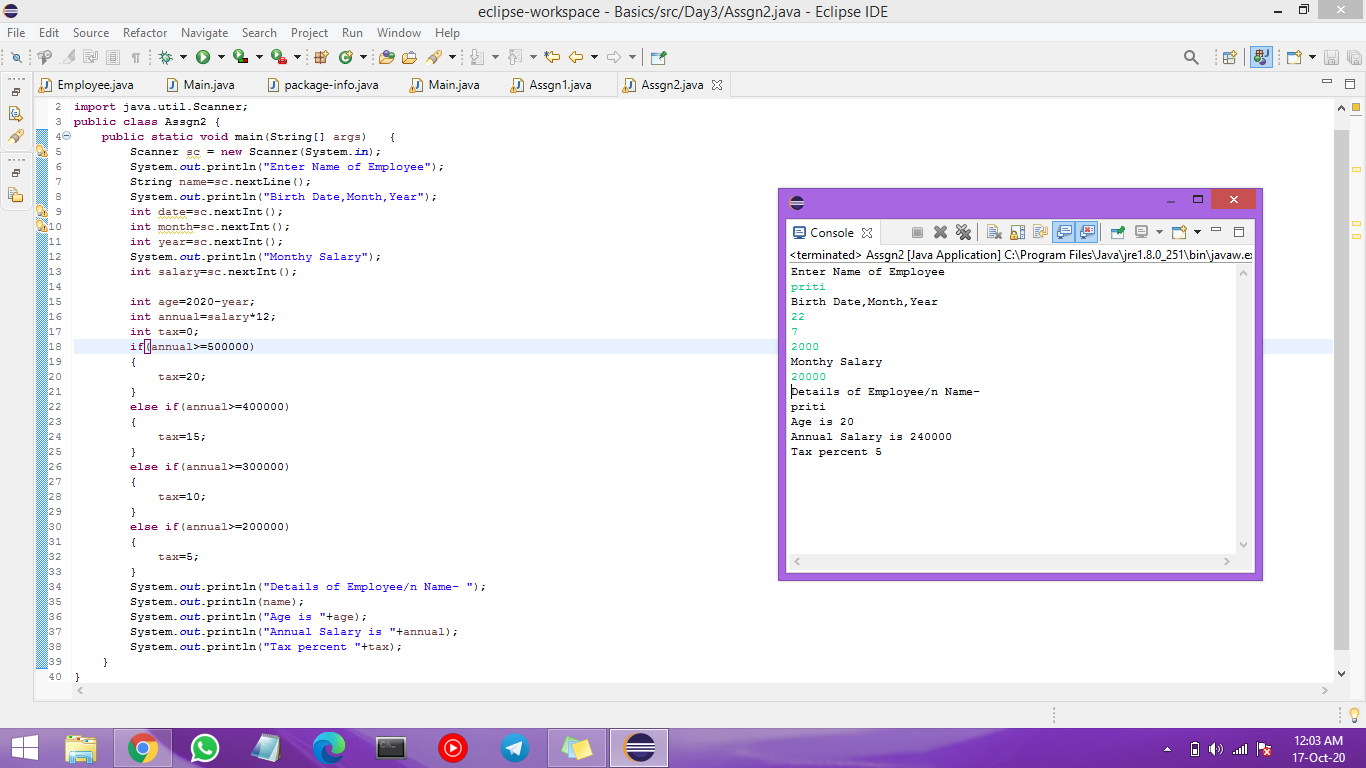 eclipse-workspace - Basics/src/Day3/Assgn2.java - Eclipse IDE
File Edit Source Refactor Navigate Search Project Run Window Help
Employee.java Main.java package-info.java Main.java Assgn1.java Assgn2.java
2 import java.util.Scanner;
3 public class Assgn2 {
4 public static void main(String[] args) {
5 Scanner sc = new Scanner(System.in);
6 System.out.println("Enter Name of Employee");
7 String name=sc.nextLine();
8 System.out.println("Birth Date,Month,Year");
9 int date=sc.nextInt();
10 int month=sc.nextInt();
11 int year=sc.nextInt();
12 System.out.println("Monthy Salary");
13 int salary=sc.nextInt();
14
15 int age=2020-year;
16 int annual=salary*12;
17 int tax=0;
18 if(annual>=500000)
19 {
20 tax=20;
21 }
22 else if(annual>=400000)
23 {
24 tax=15;
25 }
26 else if(annual>=300000)
27 {
28 tax=10;
29 }
30 else if(annual>=200000)
31 {
32 tax=5;
33 }
34 System.out.println("Details of Employee/n Name- ");
35 System.out.println(name);
36 System.out.println("Age is "+age);
37 System.out.println("Annual Salary is "+annual);
38 System.out.println("Tax percent "+tax);
39 }
40 }
Console
<terminated> Assgn2 [Java Application] C:\Program Files\Java\jre1.8.0_251\bin\javaw.ex
Enter Name of Employee
priti
Birth Date,Month,Year
22
7
2000
Monthy Salary
20000
Details of Employee/n Name-
priti
Age is 20
Annual Salary is 240000
Tax percent 5
12:03 AM
17-Oct-20